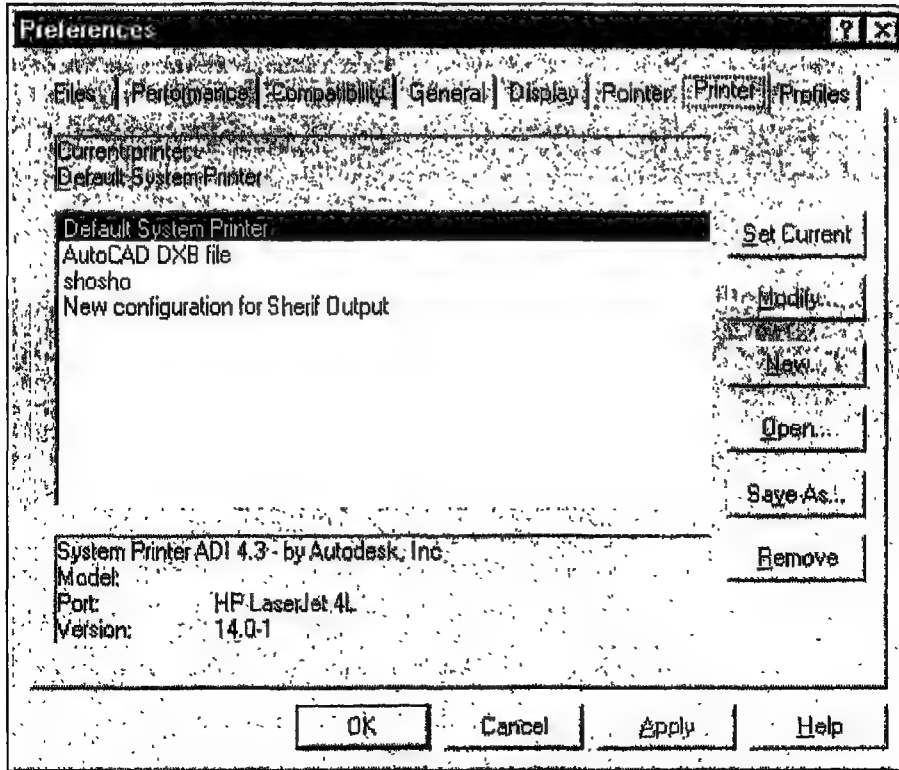 Preferences
Files Performance Compatibility General Display Pointer Printer Profiles
Current printer:
Default System Printer
Default System Printer
AutoCAD DXB file
shosho
New configuration for Sherif Output
Set Current
Modify...
New...
Open...
Save As...
Remove
System Printer ADI 4.3 - by Autodesk, Inc
Model:
Port: HP LaserJet 4L
Version: 14.0-1
OK Cancel Apply Help